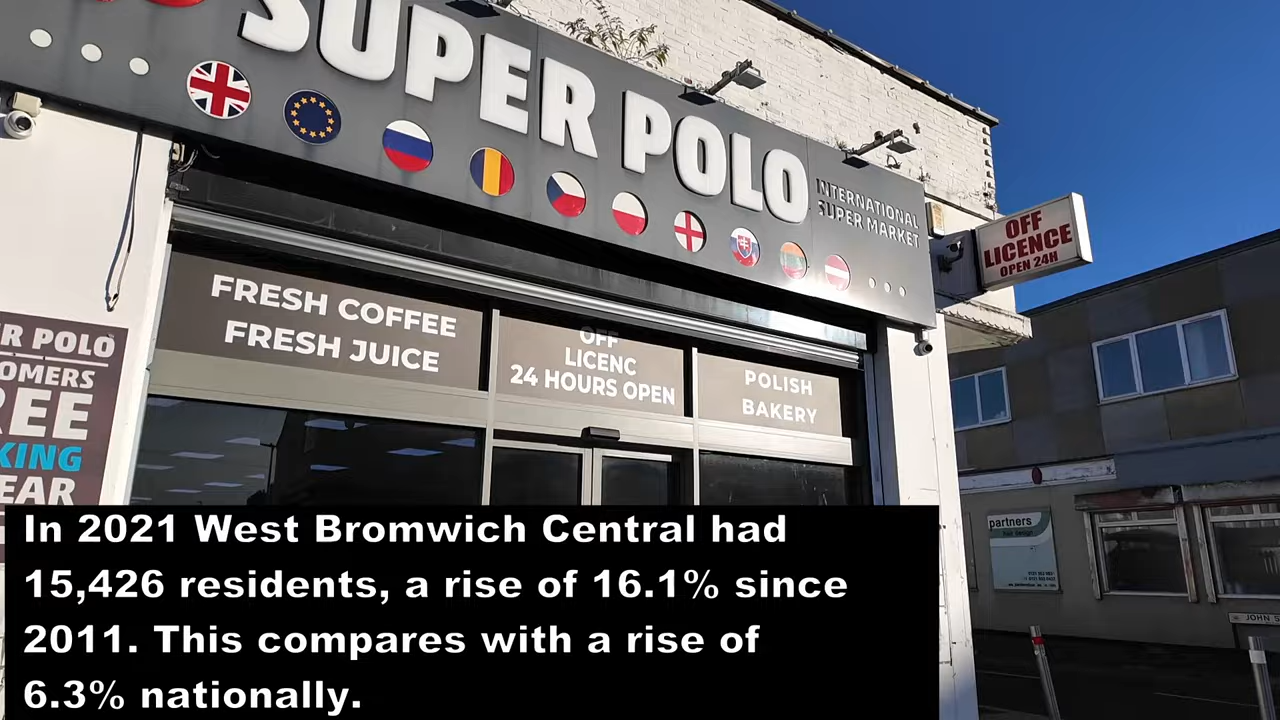 SUPER POLO
INTERNATIONAL
SUPER MARKET
OFF
LICENCE
OPEN 24H
FRESH COFFEE
FRESH JUICE
OFF
LICENC
24 HOURS OPEN
POLISH
BAKERY
ER POLO
OMERS
REE
KING
EAR
partners
JOHN S
In 2021 West Bromwich Central had
15,426 residents, a rise of 16.1% since
2011. This compares with a rise of
6.3% nationally.